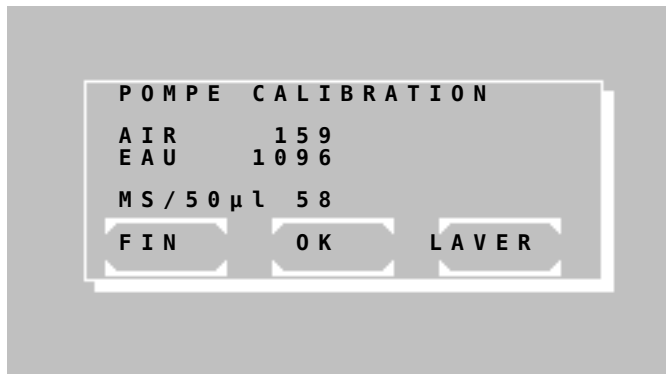 POMPE CALIBRATION
AIR 159
EAU 1096
MS/50µl 58
FIN OK LAVER